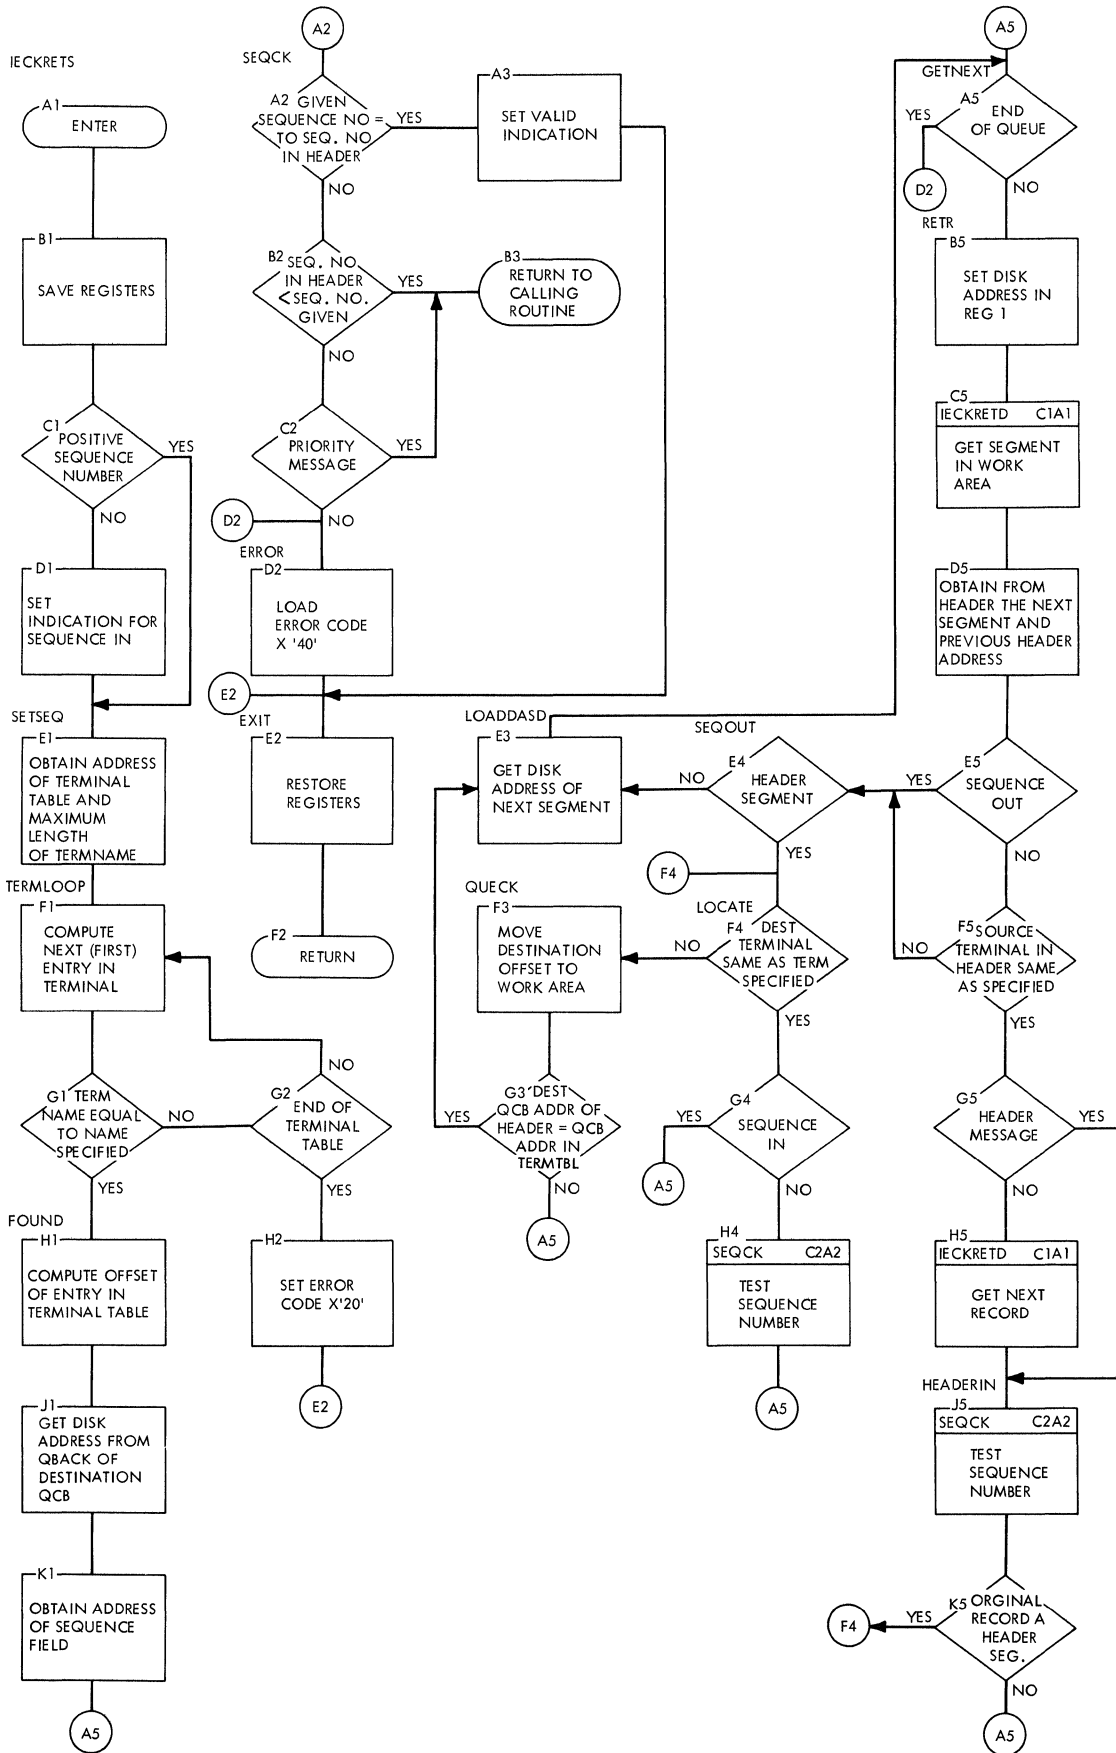 IECKRETS
A1
ENTER
B1
SAVE REGISTERS
C1
POSITIVE
SEQUENCE
NUMBER
YES
NO
D1
SET
INDICATION FOR
SEQUENCE IN
SETSEQ
E1
OBTAIN ADDRESS
OF TERMINAL
TABLE AND
MAXIMUM
LENGTH
OF TERMNAME
TERMLOOP
F1
COMPUTE
NEXT (FIRST)
ENTRY IN
TERMINAL
G1 TERM
NAME EQUAL
TO NAME
SPECIFIED
NO
YES
FOUND
H1
COMPUTE OFFSET
OF ENTRY IN
TERMINAL TABLE
J1
GET DISK
ADDRESS FROM
QBACK OF
DESTINATION
QCB
K1
OBTAIN ADDRESS
OF SEQUENCE
FIELD
A5
A2
SEQCK
A2 GIVEN
SEQUENCE NO =
TO SEQ. NO
IN HEADER
YES
NO
A3
SET VALID
INDICATION
B2 SEQ. NO
IN HEADER
< SEQ. NO.
GIVEN
YES
NO
B3
RETURN TO
CALLING
ROUTINE
C2
PRIORITY
MESSAGE
YES
NO
D2
ERROR
D2
LOAD
ERROR CODE
X '40'
E2
EXIT
E2
RESTORE
REGISTERS
F2
RETURN
NO
G2
END OF
TERMINAL
TABLE
YES
H2
SET ERROR
CODE X'20'
E2
LOADDASD
E3
GET DISK
ADDRESS OF
NEXT SEGMENT
QUECK
F3
MOVE
DESTINATION
OFFSET TO
WORK AREA
G3 DEST
QCB ADDR OF
HEADER = QCB
ADDR IN
TERMTBL
YES
NO
A5
SEQOUT
E4
HEADER
SEGMENT
NO
YES
F4
LOCATE
F4 DEST
TERMINAL
SAME AS TERM
SPECIFIED
NO
YES
G4
SEQUENCE
IN
YES
A5
NO
H4
SEQCK C2A2
TEST
SEQUENCE
NUMBER
A5
A5
GETNEXT
A5
END
OF QUEUE
YES
D2
NO
RETR
B5
SET DISK
ADDRESS IN
REG 1
C5
IECKRETD C1A1
GET SEGMENT
IN WORK
AREA
D5
OBTAIN FROM
HEADER THE NEXT
SEGMENT AND
PREVIOUS HEADER
ADDRESS
E5
SEQUENCE
OUT
YES
NO
F5 SOURCE
TERMINAL IN
HEADER SAME
AS SPECIFIED
NO
YES
G5
HEADER
MESSAGE
YES
NO
H5
IECKRETD C1A1
GET NEXT
RECORD
HEADERIN
J5
SEQCK C2A2
TEST
SEQUENCE
NUMBER
K5 ORGINAL
RECORD A
HEADER
SEG.
YES
F4
NO
A5